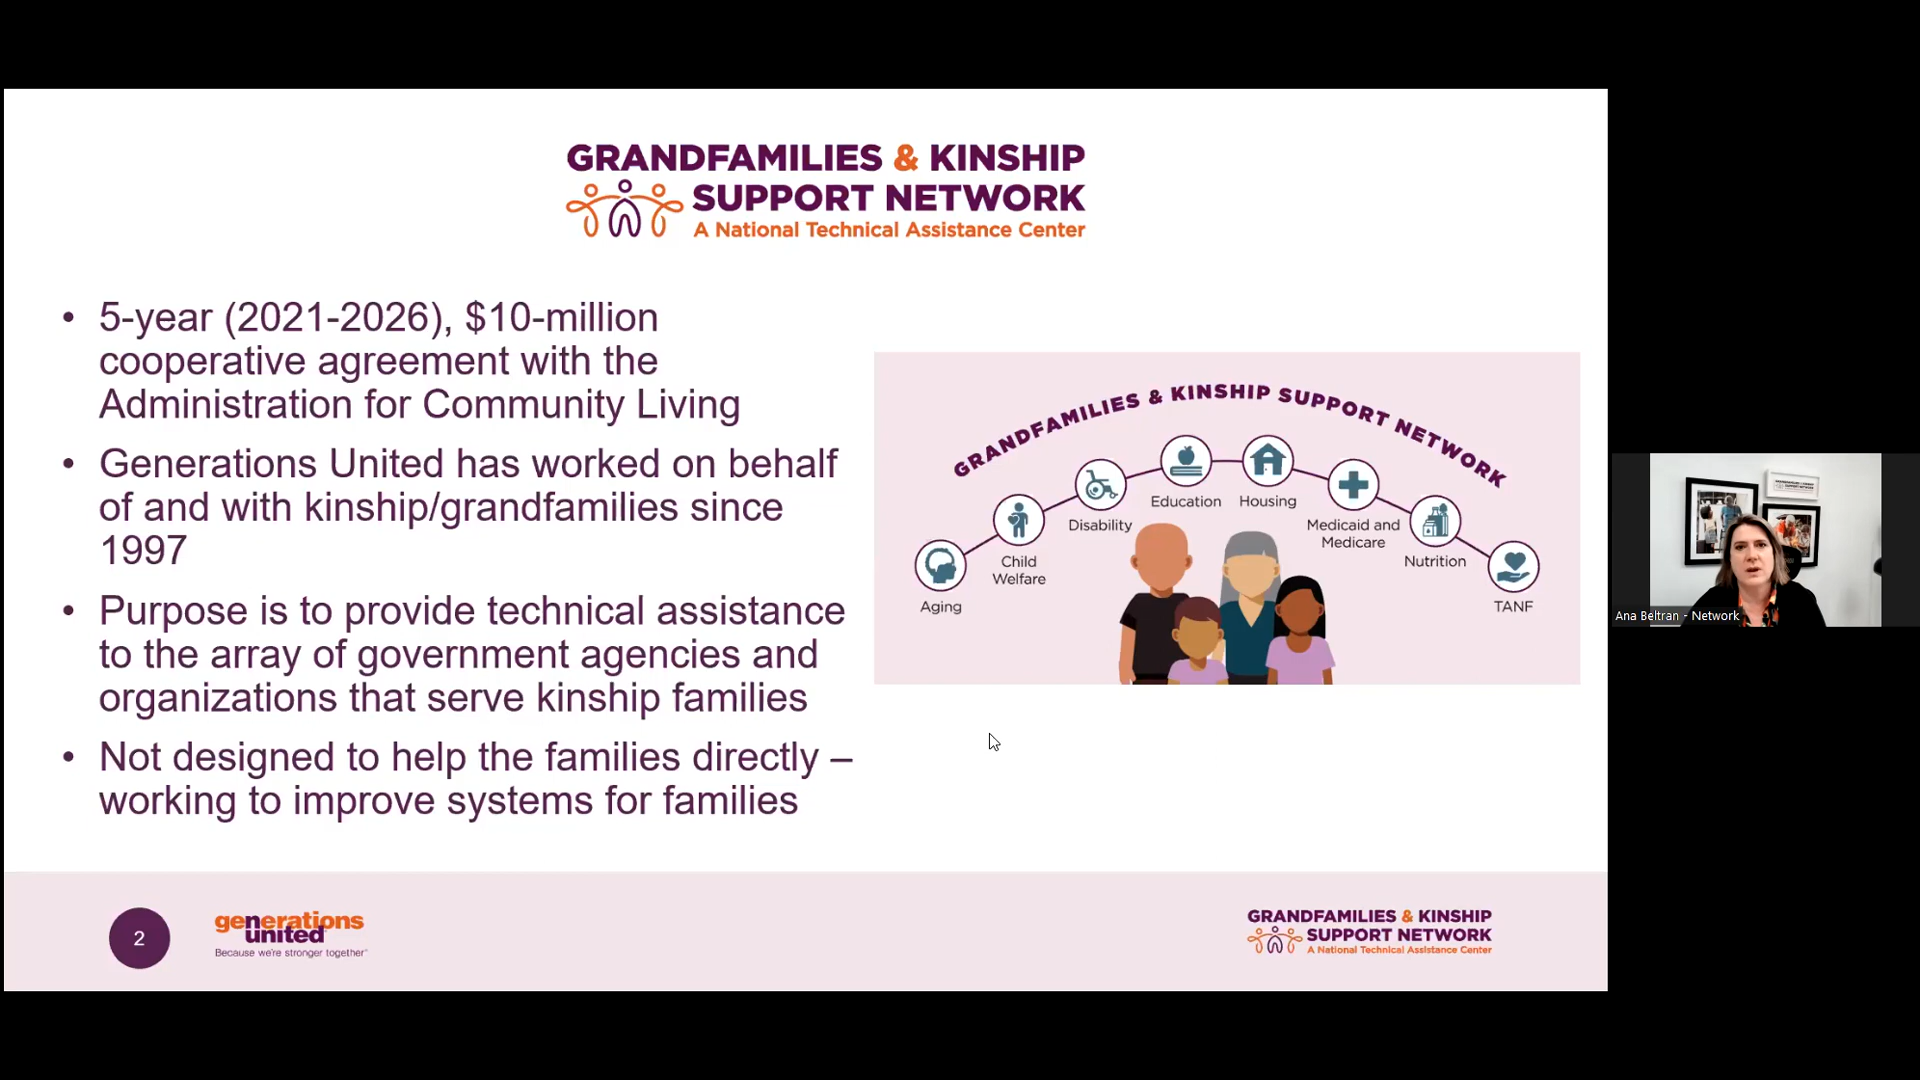 GRANDFAMILIES & KINSHIP
SUPPORT NETWORK
A National Technical Assistance Center
• 5-year (2021-2026), $10-million
cooperative agreement with the
Administration for Community Living
• Generations United has worked on behalf
of and with kinship/grandfamilies since
1997
• Purpose is to provide technical assistance
to the array of government agencies and
organizations that serve kinship families
• Not designed to help the families directly –
working to improve systems for families
GRANDFAMILIES & KINSHIP SUPPORT NETWORK
Aging
Child
Welfare
Disability
Education
Housing
Medicaid and
Medicare
Nutrition
TANF
Ana Beltran - Network
2
generations
united
Because we're stronger together
GRANDFAMILIES & KINSHIP
SUPPORT NETWORK
A National Technical Assistance Center